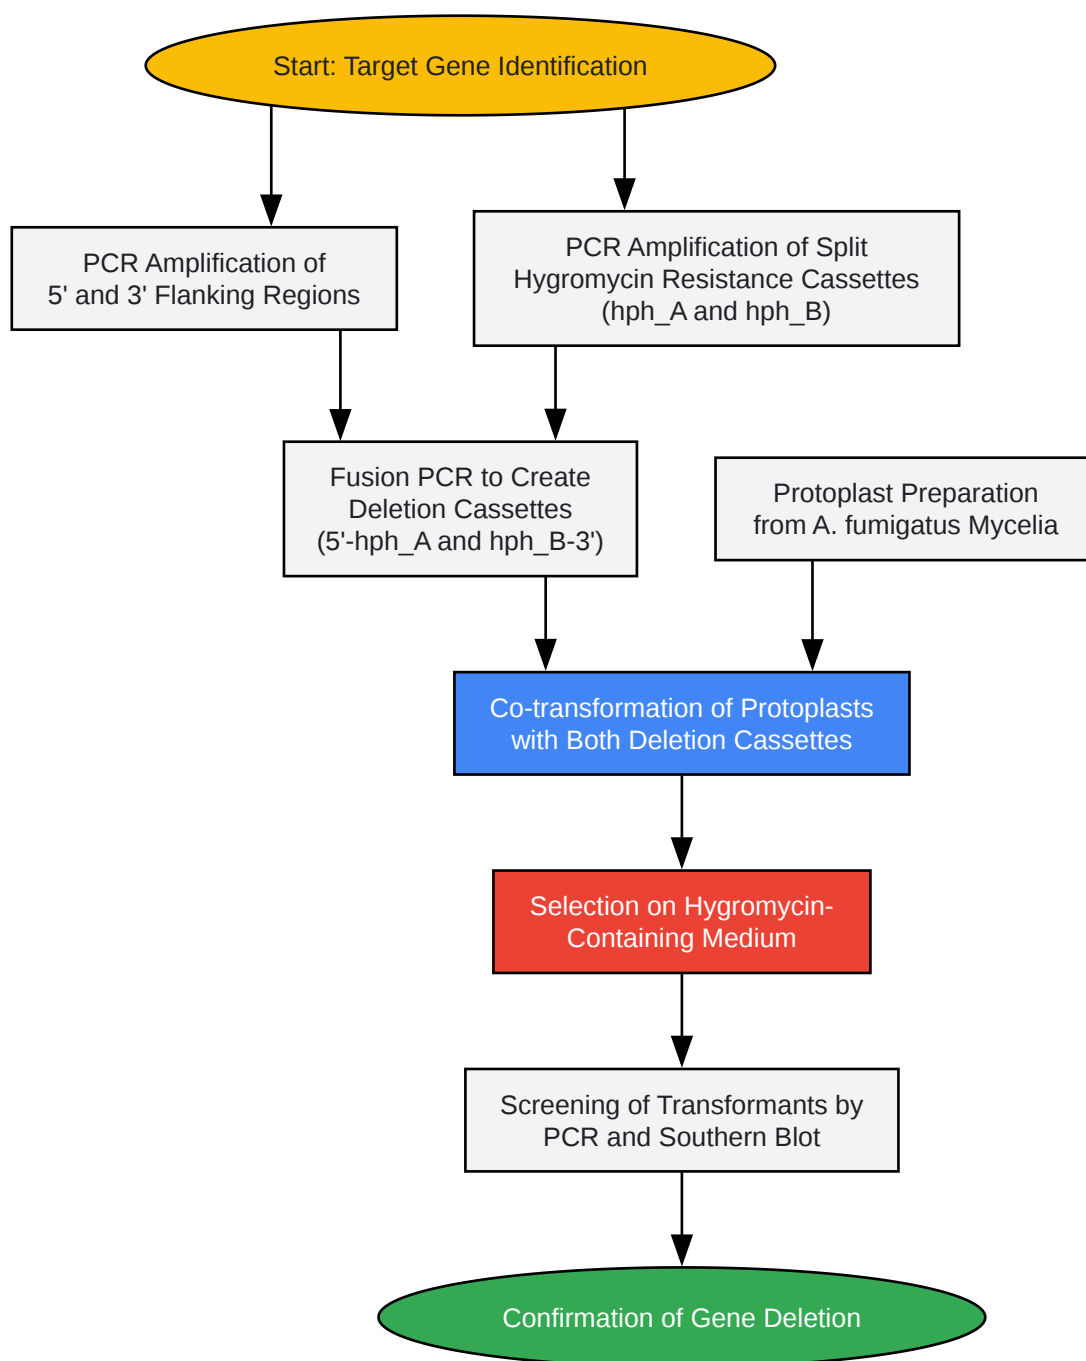 Start: Target Gene Identification
PCR Amplification of
5' and 3' Flanking Regions
PCR Amplification of Split
Hygromycin Resistance Cassettes
(hph_A and hph_B)
Fusion PCR to Create
Deletion Cassettes
(5'-hph_A and hph_B-3')
Protoplast Preparation
from A. fumigatus Mycelia
Co-transformation of Protoplasts
with Both Deletion Cassettes
Selection on Hygromycin-
Containing Medium
Screening of Transformants by
PCR and Southern Blot
Confirmation of Gene Deletion